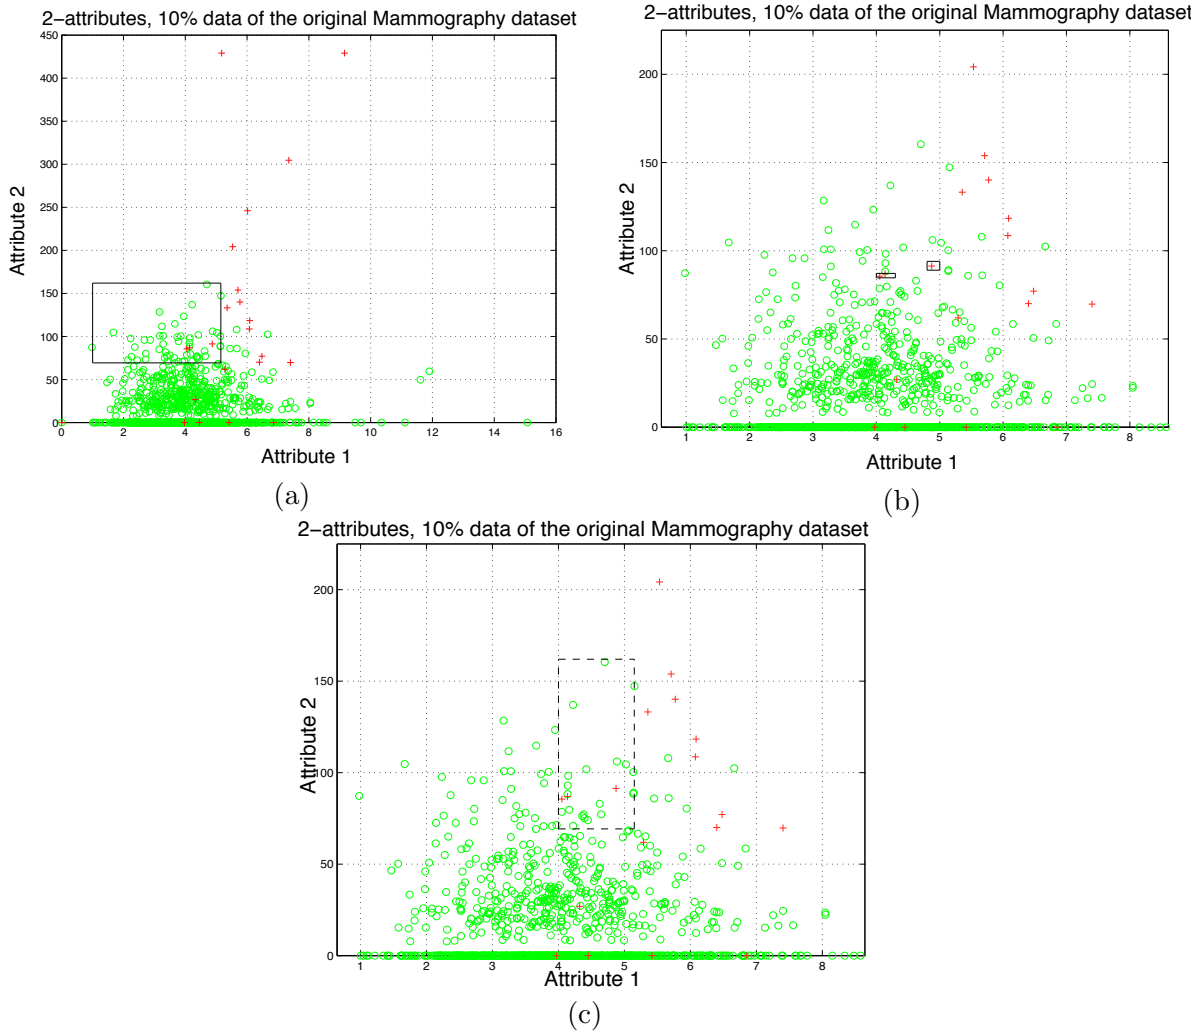 2−attributes, 10% data of the original Mammography dataset
450
400
350
300
250
200
150
100
50
0
0 2 4 6 8 10 12 14 16
Attribute 2
Attribute 1
(a)
2−attributes, 10% data of the original Mammography dataset
200
150
100
50
0
1 2 3 4 5 6 7 8
Attribute 2
Attribute 1
(b)
2−attributes, 10% data of the original Mammography dataset
200
150
100
50
0
1 2 3 4 5 6 7 8
Attribute 2
Attribute 1
(c)